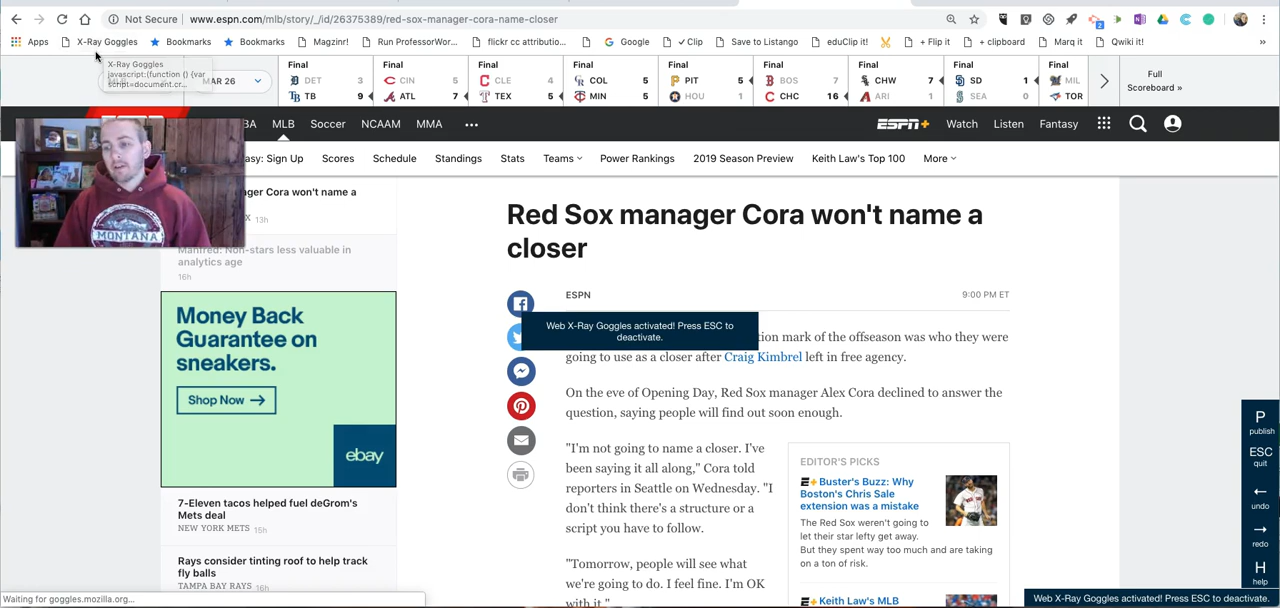 Not Secure | www.espn.com/mlb/story/_/id/26375389/red-sox-manager-cora-name-closer
Apps X-Ray Goggles Bookmarks Bookmarks Magzinr! Run ProfessorWor... flickr cc attributio... Google ✓ Clip Save to Listango eduClip it! + Flip it + clipboard Marq it Qwiki it! »
X-Ray Goggles
javascript:(function () {var
script=document.cr...
MAR 26
Final Final Final Final Final Final Final Final
DET 3 CIN 5 CLE 4 COL 5 PIT 5 BOS 7 CHW 7 SD 1 MIL
TB 9 ATL 7 TEX 5 MIN 5 HOU 1 CHC 16 ARI 1 SEA 0 TOR
Full
Scoreboard »
BA MLB Soccer NCAAM MMA ••• ESPN+ Watch Listen Fantasy
asy: Sign Up Scores Schedule Standings Stats Teams Power Rankings 2019 Season Preview Keith Law's Top 100 More
ger Cora won't name a
X 13h
Manfred: Non-stars less valuable in
analytics age
16h
MONTANA
Money Back
Guarantee on
sneakers.
Shop Now →
ebay
7-Eleven tacos helped fuel deGrom's
Mets deal
NEW YORK METS 15h
Rays consider tinting roof to help track
fly balls
TAMPA BAY RAYS 16h
Red Sox manager Cora won't name a
closer
ESPN 9:00 PM ET
Web X-Ray Goggles activated! Press ESC to
deactivate.
tion mark of the offseason was who they were
going to use as a closer after Craig Kimbrel left in free agency.
On the eve of Opening Day, Red Sox manager Alex Cora declined to answer the
question, saying people will find out soon enough.
"I'm not going to name a closer. I've
been saying it all along," Cora told
reporters in Seattle on Wednesday. "I
don't think there's a structure or a
script you have to follow.
"Tomorrow, people will see what
we're going to do. I feel fine. I'm OK
with it."
EDITOR'S PICKS
E+ Buster's Buzz: Why
Boston's Chris Sale
extension was a mistake
The Red Sox weren't going to
let their star lefty get away.
But they spent way too much and are taking
on a ton of risk.
E+ Keith Law's MLB
P
publish
ESC
quit
←
undo
→
redo
H
help
Waiting for goggles.mozilla.org...
Web X-Ray Goggles activated! Press ESC to deactivate.